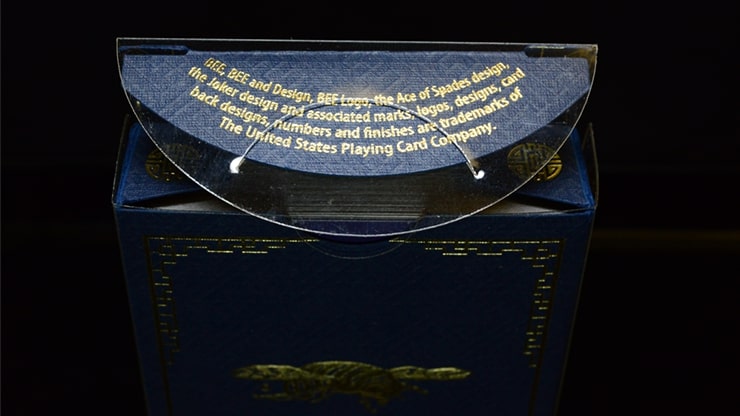 BEE, BEE and Design, BEE Logo, the Ace of Spades design,
the Joker design and associated marks, logos, designs, card
back designs, numbers and finishes are trademarks of
The United States Playing Card Company.